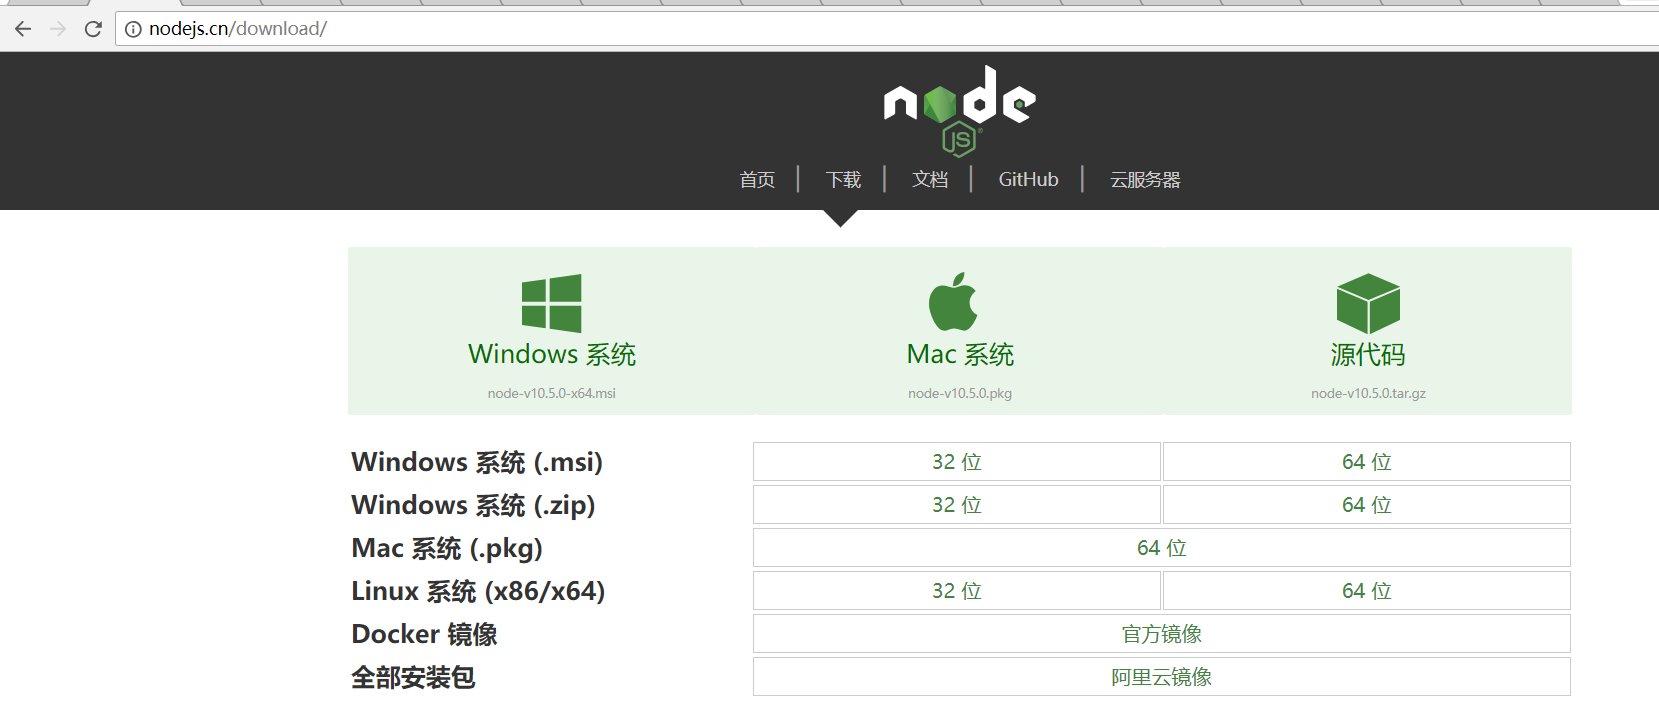 nodejs.cn/download/
node
JS
首页 下载 文档 GitHub 云服务器
Windows 系统 Mac 系统 源代码
node-v10.5.0-x64.msi node-v10.5.0.pkg node-v10.5.0.tar.gz
Windows 系统 (.msi) 32 位 64 位
Windows 系统 (.zip) 32 位 64 位
Mac 系统 (.pkg) 64 位
Linux 系统 (x86/x64) 32 位 64 位
Docker 镜像 官方镜像
全部安装包 阿里云镜像